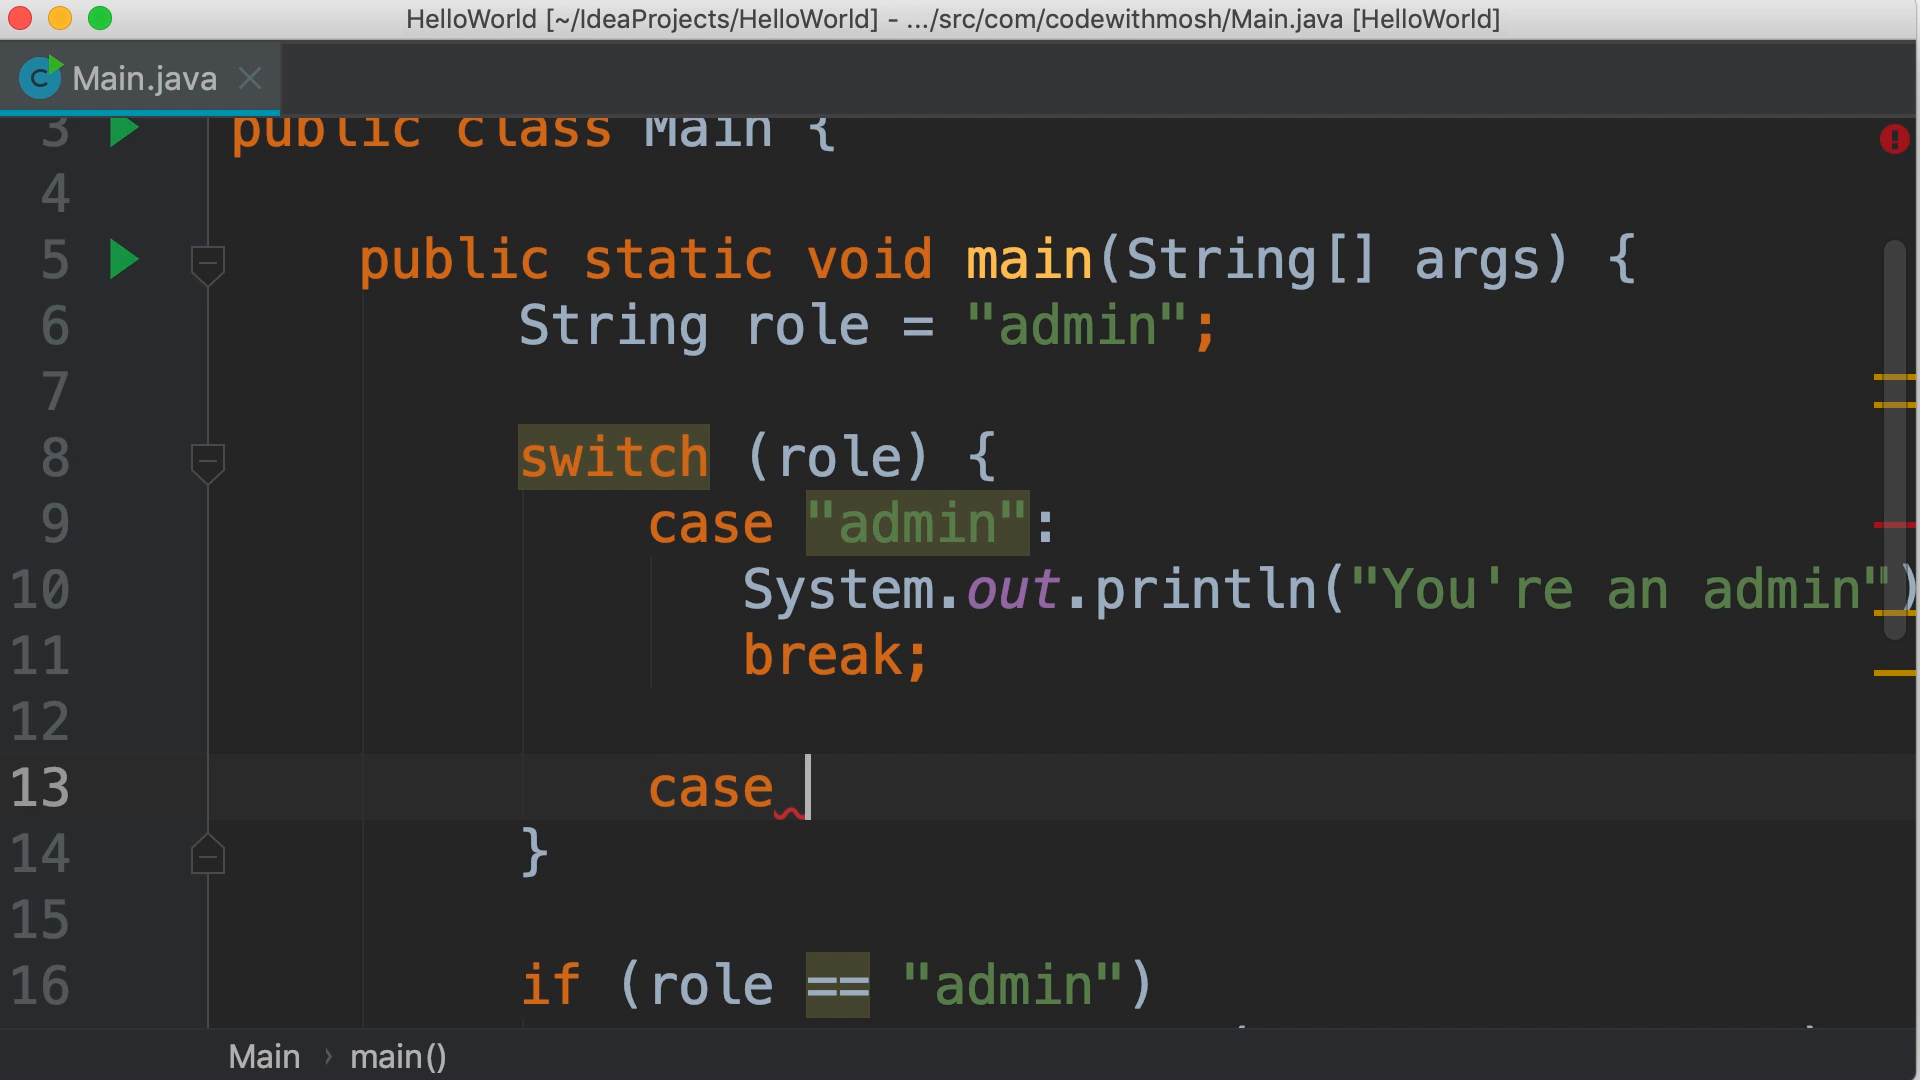 HelloWorld [~/IdeaProjects/HelloWorld] - .../src/com/codewithmosh/Main.java [HelloWorld]
Main.java
3 public class Main {
4
5 public static void main(String[] args) {
6 String role = "admin";
7
8 switch (role) {
9 case "admin":
10 System.out.println("You're an admin")
11 break;
12
13 case
14 }
15
16 if (role == "admin")
Main › main()